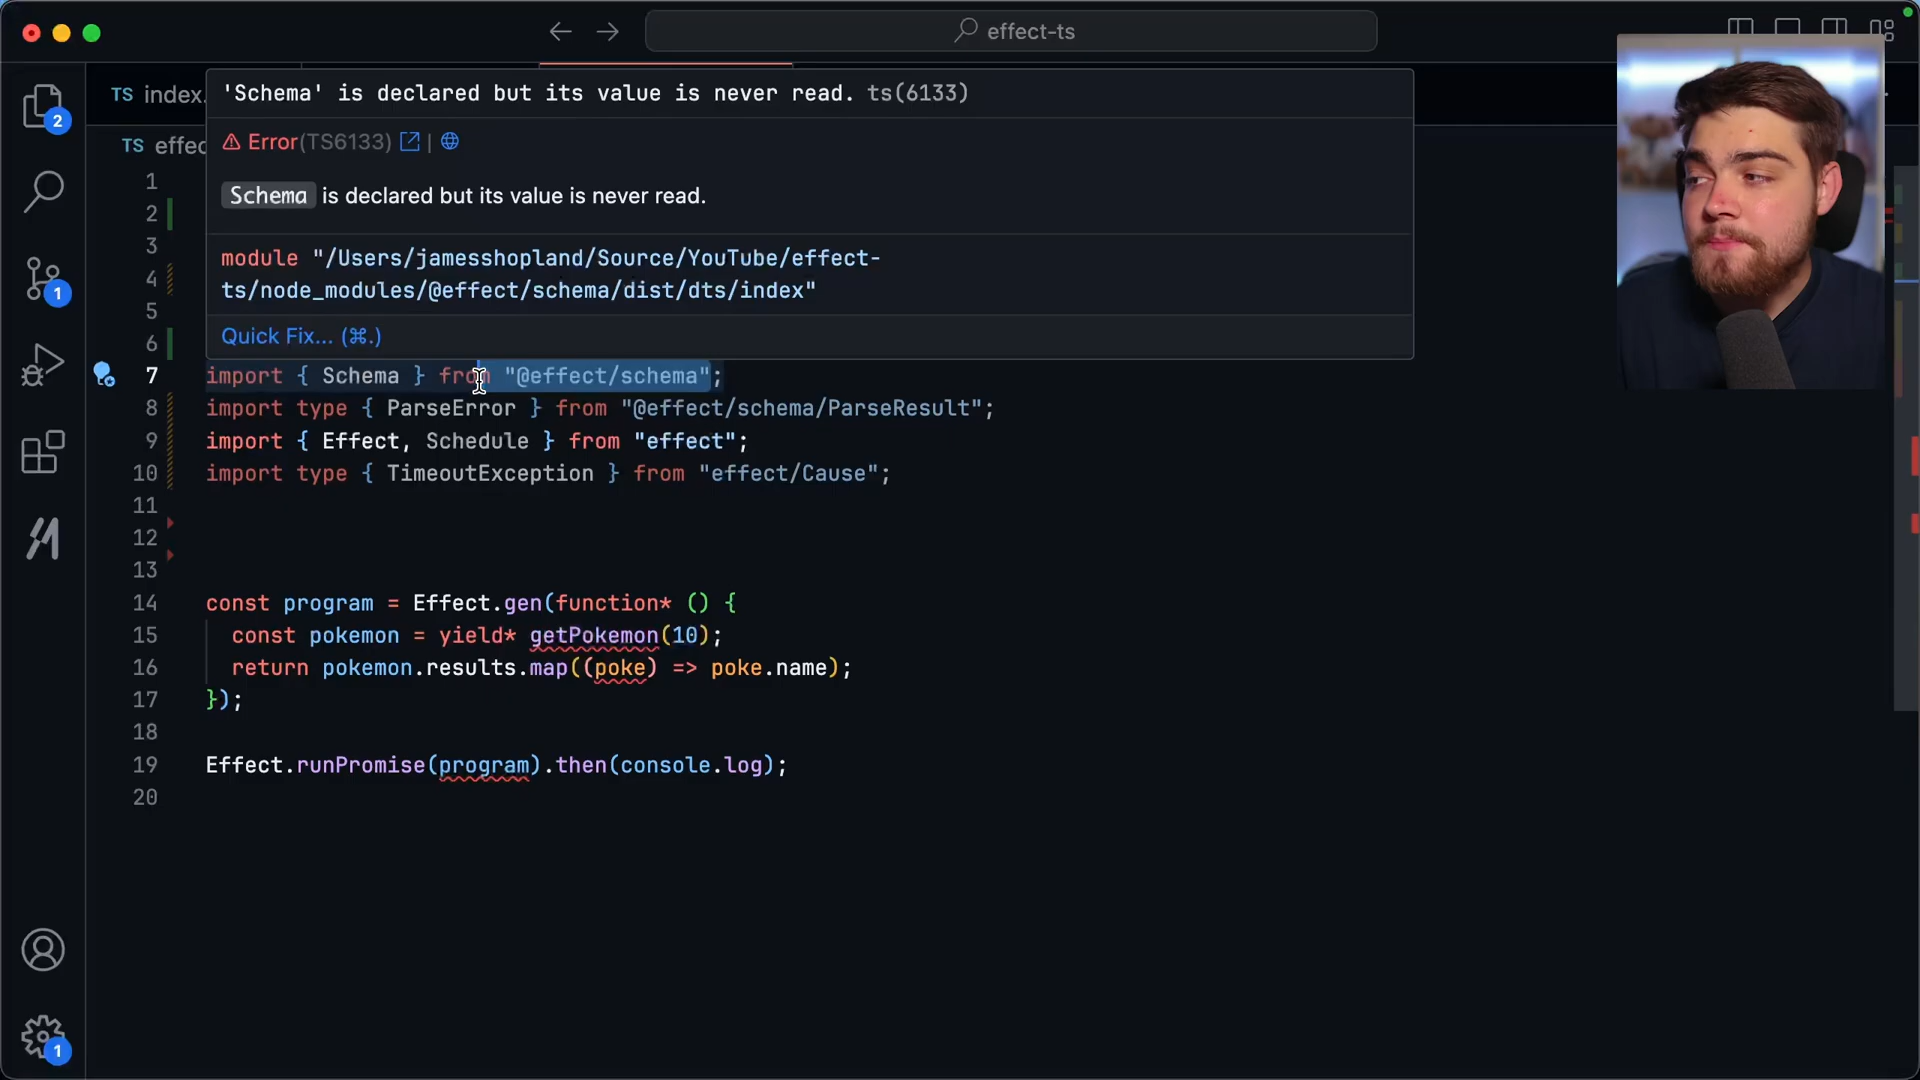 effect-ts
TS index.
'Schema' is declared but its value is never read. ts(6133)
TS effec
Error(TS6133) |
Schema is declared but its value is never read.
module "/Users/jamesshopland/Source/YouTube/effect-
ts/node_modules/@effect/schema/dist/dts/index"
Quick Fix... (⌘.)
1
2
3
4
5
6
7 import { Schema } from "@effect/schema";
8 import type { ParseError } from "@effect/schema/ParseResult";
9 import { Effect, Schedule } from "effect";
10 import type { TimeoutException } from "effect/Cause";
11
12
13
14 const program = Effect.gen(function* () {
15 const pokemon = yield* getPokemon(10);
16 return pokemon.results.map((poke) => poke.name);
17 });
18
19 Effect.runPromise(program).then(console.log);
20
2
1
1